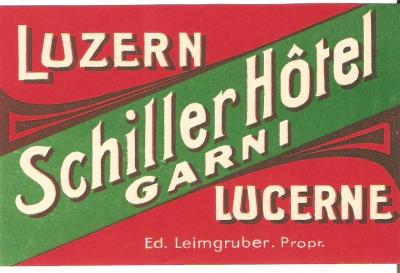 LUZERN
Schiller Hôtel
GARNI
LUCERNE
Ed. Leimgruber. Propr.